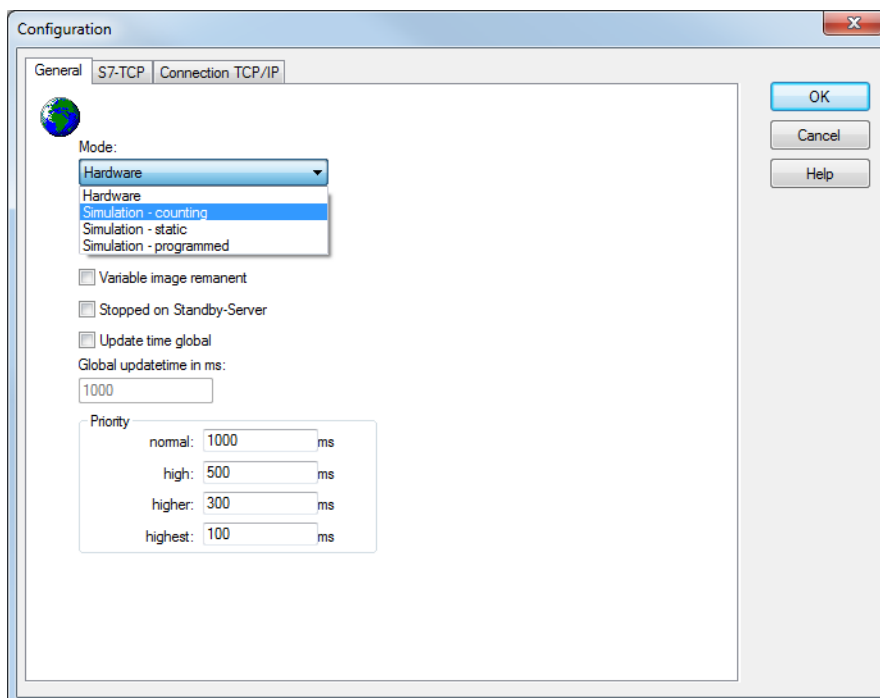 Configuration
General S7-TCP Connection TCP/IP
OK
Cancel
Help
Mode:
Hardware
Hardware
Simulation - counting
Simulation - static
Simulation - programmed
Variable image remanent
Stopped on Standby-Server
Update time global
Global updatetime in ms:
1000
Priority
normal: 1000 ms
high: 500 ms
higher: 300 ms
highest: 100 ms